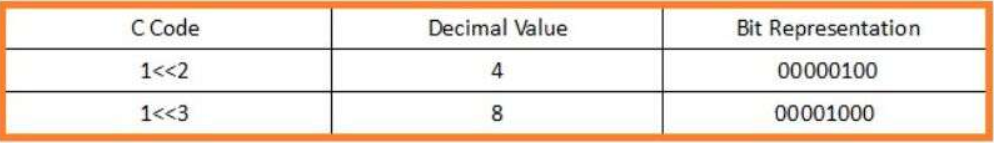 C Code Decimal Value Bit Representation
1<<2 4 00000100
1<<3 8 00001000